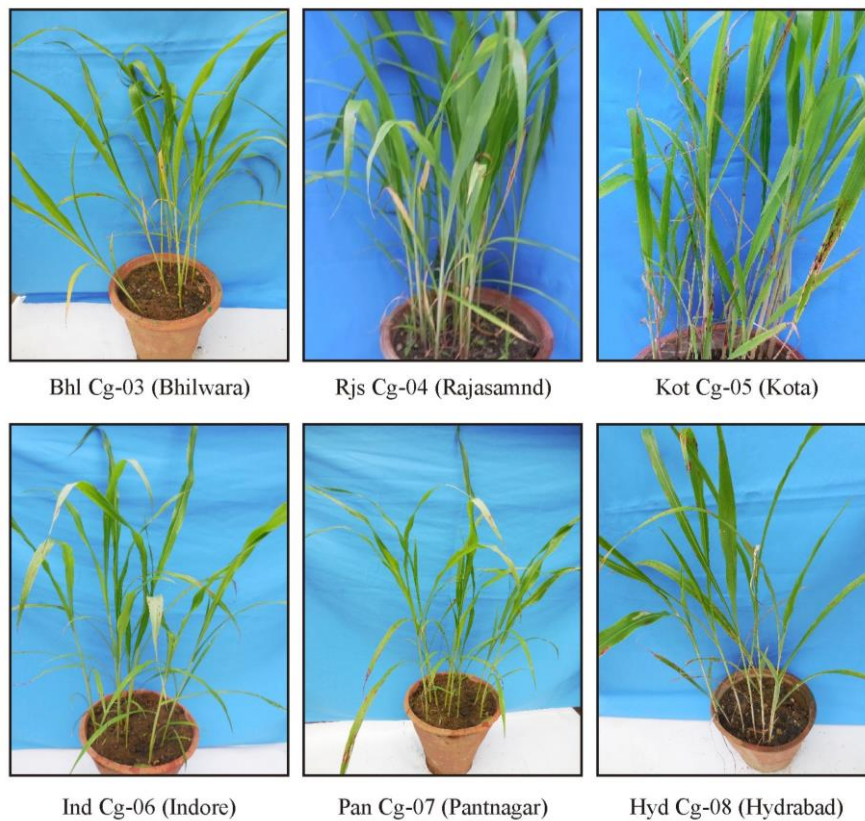 Bhl Cg-03 (Bhilwara)
Rjs Cg-04 (Rajasamnd)
Kot Cg-05 (Kota)
Ind Cg-06 (Indore)
Pan Cg-07 (Pantnagar)
Hyd Cg-08 (Hydrabad)